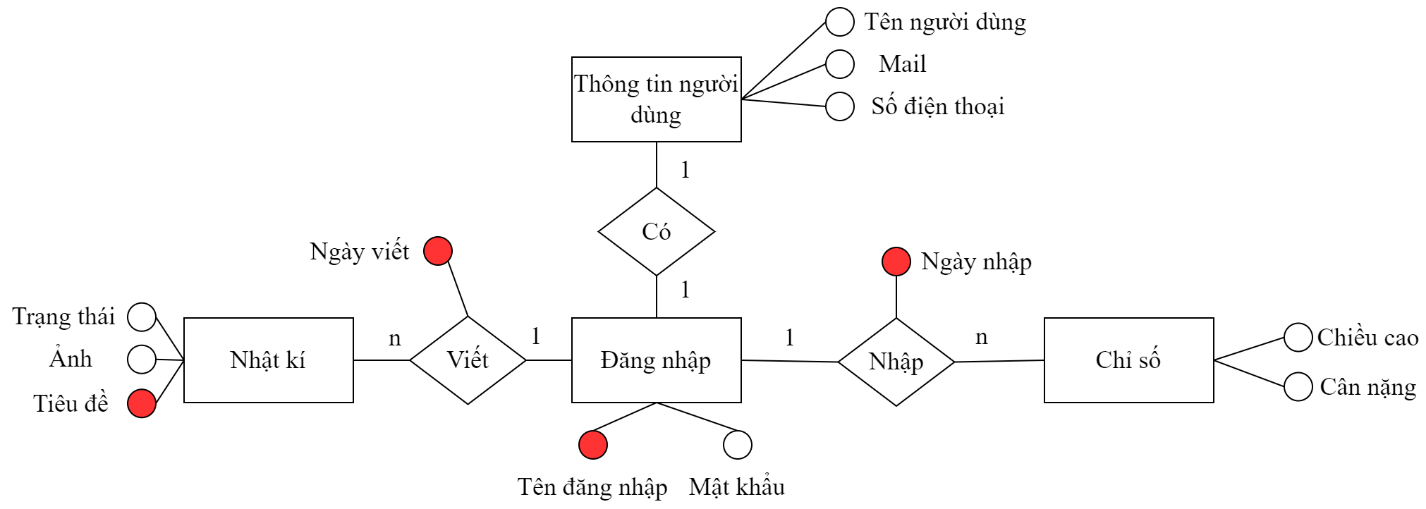 Tên người dùng
Thông tin người
dùng
Mail
Số điện thoại
1
Có
Ngày viết
Ngày nhập
1
Trạng thái
Ảnh
Tiêu đề
Nhật kí
n
Viết
1
Đăng nhập
1
Nhập
n
Chỉ số
Chiều cao
Cân nặng
Tên đăng nhập
Mật khẩu